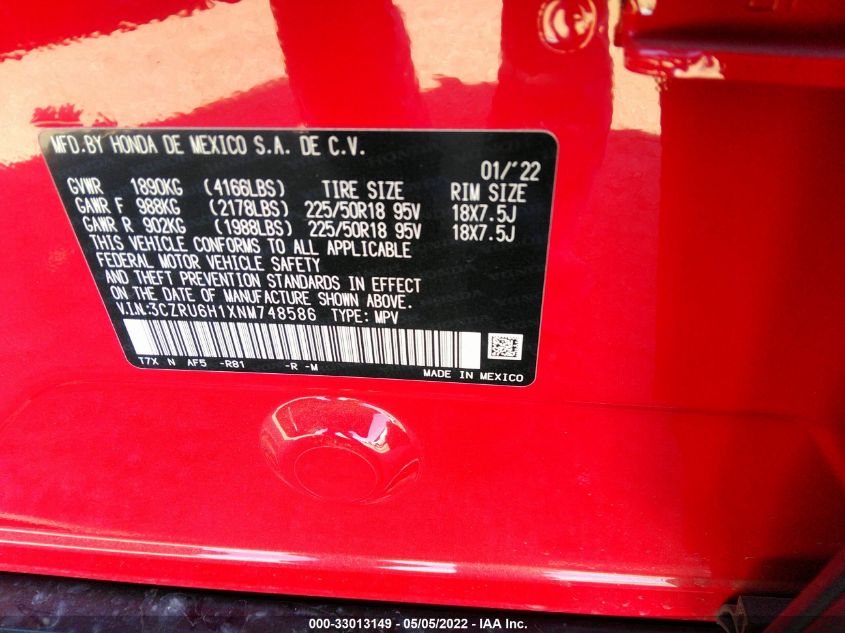 MFD.BY HONDA DE MEXICO S.A. DE C.V.
01/'22
GVWR 1890KG (4166LBS) TIRE SIZE RIM SIZE
GAWR F 988KG (2178LBS) 225/50R18 95V 18X7.5J
GAWR R 902KG (1988LBS) 225/50R18 95V 18X7.5J
THIS VEHICLE CONFORMS TO ALL APPLICABLE
FEDERAL MOTOR VEHICLE SAFETY
AND THEFT PREVENTION STANDARDS IN EFFECT
ON THE DATE OF MANUFACTURE SHOWN ABOVE.
V.I.N:3CZRU6H1XNM748586 TYPE: MPV
T7X N AF5 -R81 -R -M
MADE IN MEXICO
000-33013149 - 05/05/2022 - IAA Inc.